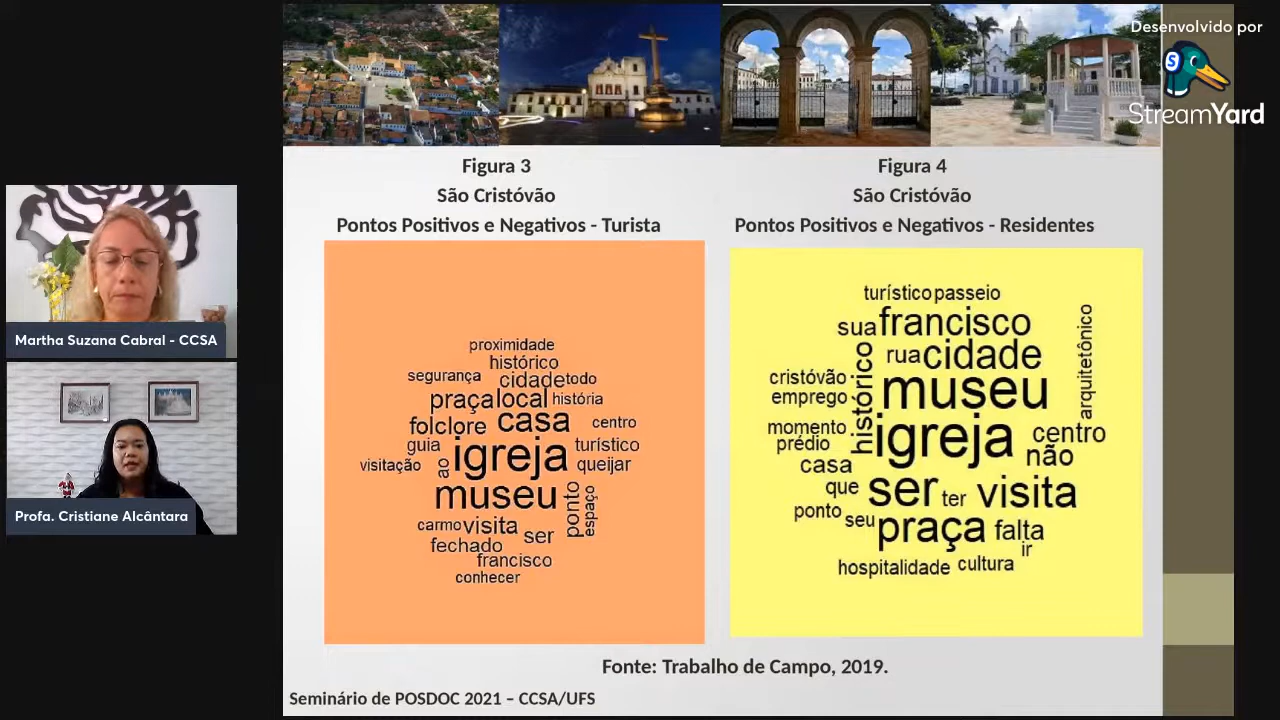 Desenvolvido por
StreamYard
Martha Suzana Cabral - CCSA
Profa. Cristiane Alcântara
Figura 3
São Cristóvão
Pontos Positivos e Negativos - Turista
proximidade
histórico
segurança cidade todo
praça local história
folclore casa centro
guia igreja turístico
visitação ao queijar
museu ponto espaço
carmo visita ser
fechado
francisco
conhecer
Figura 4
São Cristóvão
Pontos Positivos e Negativos - Residentes
turístico passeio
sua francisco arquitetônico
rua cidade
cristóvão histórico museu
emprego
momento igreja centro
prédio não
casa
que ser ter visita
ponto seu praça falta
ir
hospitalidade cultura
Fonte: Trabalho de Campo, 2019.
Seminário de POSDOC 2021 – CCSA/UFS